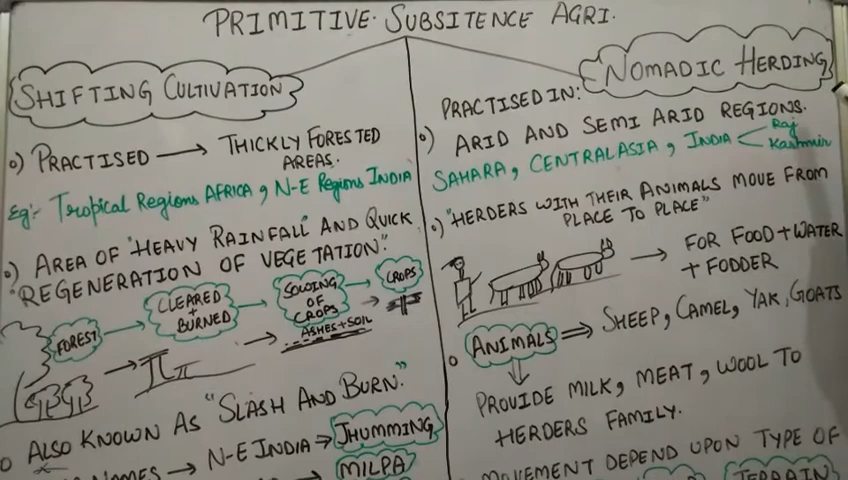 PRIMITIVE SUBSITENCE AGRI.
SHIFTING CULTIVATION
o) PRACTISED → THICKLY FORESTED
AREAS.
Eg:- Tropical Regions AFRICA, N-E Regions INDIA
o) AREA OF "HEAVY RAINFALL" AND QUICK
"REGENERATION OF VEGETATION".
FOREST → CLEARED + BURNED → SOWING OF CROPS → CROPS
ASHES+SOIL
o ALSO KNOWN AS "SLASH AND BURN."
NAMES → N-E INDIA ⇒ JHUMMING
→ MILPA
NOMADIC HERDING
PRACTISED IN:
o) ARID AND SEMI ARID REGIONS.
SAHARA, CENTRALASIA, INDIA < Raj
Kashmir
o) "HERDERS WITH THEIR ANIMALS MOVE FROM
PLACE TO PLACE"
→ FOR FOOD+WATER
+ FODDER
o ANIMALS ⇒ SHEEP, CAMEL, YAK, GOATS
PROVIDE MILK, MEAT, WOOL TO
HERDERS FAMILY.
MOVEMENT DEPEND UPON TYPE OF
TERRAIN